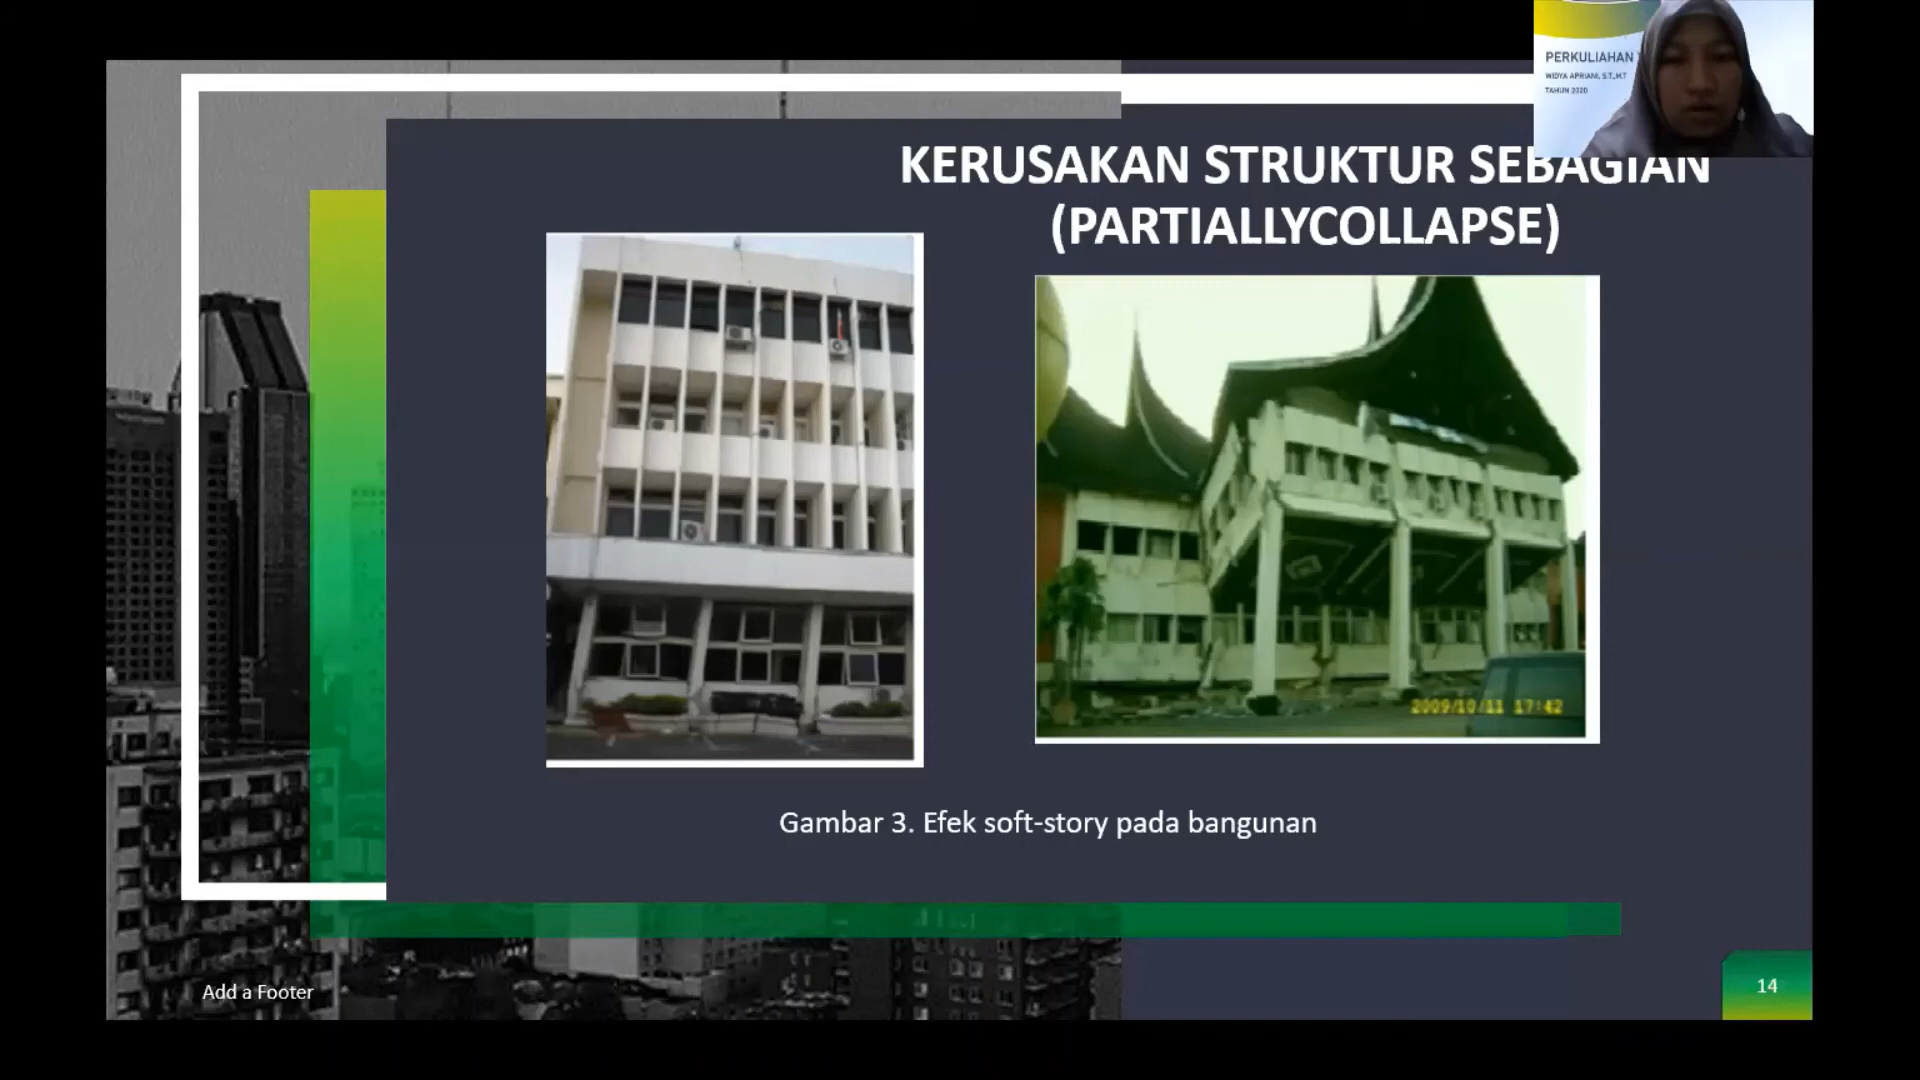 PERKULIAHAN
WIDYA APRIANI, S.T.,M.T
TAHUN 2020
KERUSAKAN STRUKTUR SEBAGIAN
(PARTIALLYCOLLAPSE)
2009/10/11 17:42
Gambar 3. Efek soft-story pada bangunan
Add a Footer
14